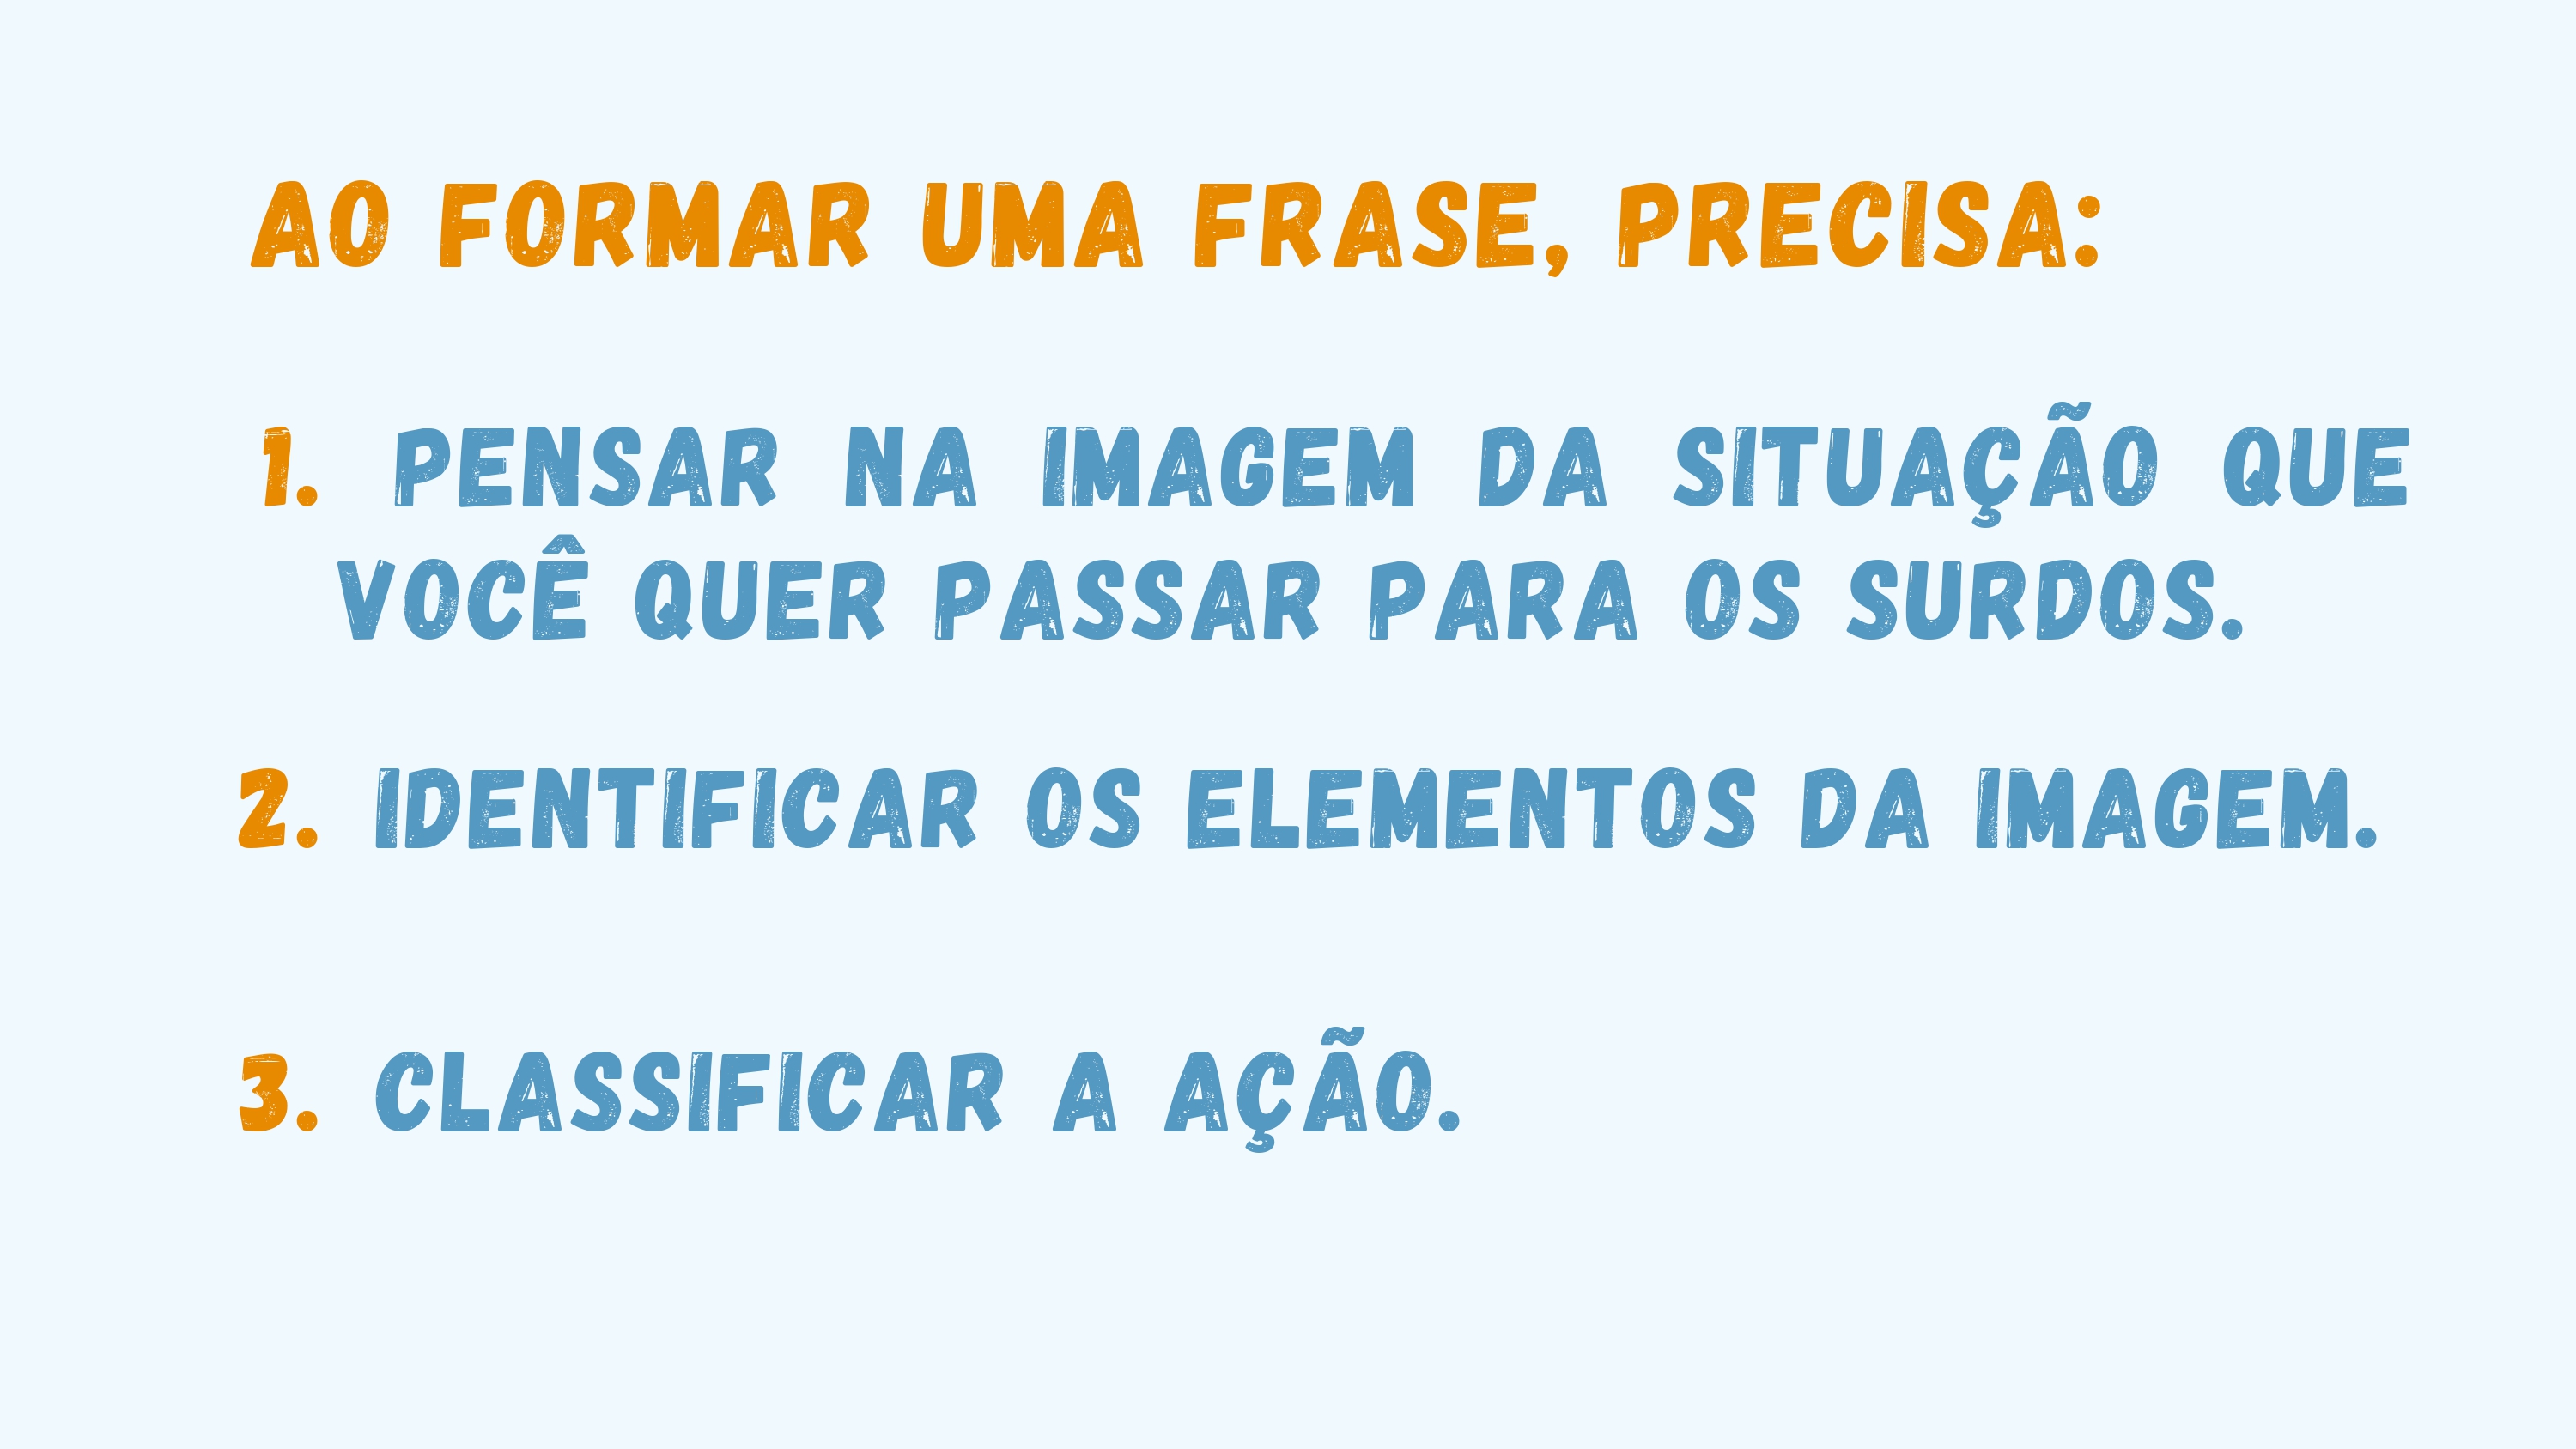 AO FORMAR UMA FRASE, PRECISA:
1. PENSAR NA IMAGEM DA SITUAÇÃO QUE
VOCÊ QUER PASSAR PARA OS SURDOS.
2. IDENTIFICAR OS ELEMENTOS DA IMAGEM.
3. CLASSIFICAR A AÇÃO.